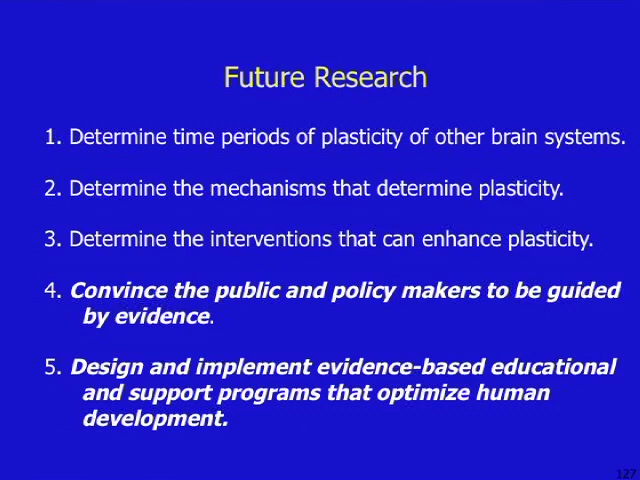 Future Research
1. Determine time periods of plasticity of other brain systems.
2. Determine the mechanisms that determine plasticity.
3. Determine the interventions that can enhance plasticity.
4. Convince the public and policy makers to be guided
by evidence.
5. Design and implement evidence-based educational
and support programs that optimize human
development.
127